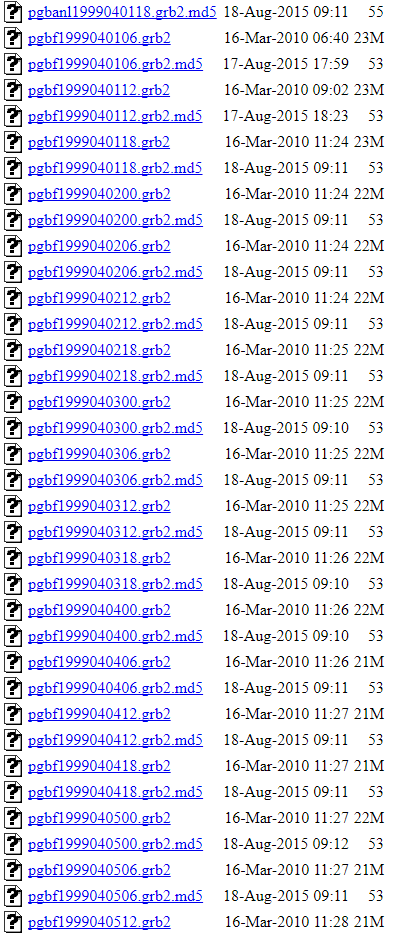 pgbanl1999040118.grb2.md5 18-Aug-2015 09:11 55
pgbf1999040106.grb2 16-Mar-2010 06:40 23M
pgbf1999040106.grb2.md5 17-Aug-2015 17:59 53
pgbf1999040112.grb2 16-Mar-2010 09:02 23M
pgbf1999040112.grb2.md5 17-Aug-2015 18:23 53
pgbf1999040118.grb2 16-Mar-2010 11:24 23M
pgbf1999040118.grb2.md5 18-Aug-2015 09:11 53
pgbf1999040200.grb2 16-Mar-2010 11:24 22M
pgbf1999040200.grb2.md5 18-Aug-2015 09:11 53
pgbf1999040206.grb2 16-Mar-2010 11:24 22M
pgbf1999040206.grb2.md5 18-Aug-2015 09:11 53
pgbf1999040212.grb2 16-Mar-2010 11:24 22M
pgbf1999040212.grb2.md5 18-Aug-2015 09:11 53
pgbf1999040218.grb2 16-Mar-2010 11:25 22M
pgbf1999040218.grb2.md5 18-Aug-2015 09:11 53
pgbf1999040300.grb2 16-Mar-2010 11:25 22M
pgbf1999040300.grb2.md5 18-Aug-2015 09:10 53
pgbf1999040306.grb2 16-Mar-2010 11:25 22M
pgbf1999040306.grb2.md5 18-Aug-2015 09:11 53
pgbf1999040312.grb2 16-Mar-2010 11:25 22M
pgbf1999040312.grb2.md5 18-Aug-2015 09:11 53
pgbf1999040318.grb2 16-Mar-2010 11:26 22M
pgbf1999040318.grb2.md5 18-Aug-2015 09:10 53
pgbf1999040400.grb2 16-Mar-2010 11:26 22M
pgbf1999040400.grb2.md5 18-Aug-2015 09:10 53
pgbf1999040406.grb2 16-Mar-2010 11:26 21M
pgbf1999040406.grb2.md5 18-Aug-2015 09:11 53
pgbf1999040412.grb2 16-Mar-2010 11:27 21M
pgbf1999040412.grb2.md5 18-Aug-2015 09:11 53
pgbf1999040418.grb2 16-Mar-2010 11:27 21M
pgbf1999040418.grb2.md5 18-Aug-2015 09:11 53
pgbf1999040500.grb2 16-Mar-2010 11:27 22M
pgbf1999040500.grb2.md5 18-Aug-2015 09:12 53
pgbf1999040506.grb2 16-Mar-2010 11:27 21M
pgbf1999040506.grb2.md5 18-Aug-2015 09:11 53
pgbf1999040512.grb2 16-Mar-2010 11:28 21M